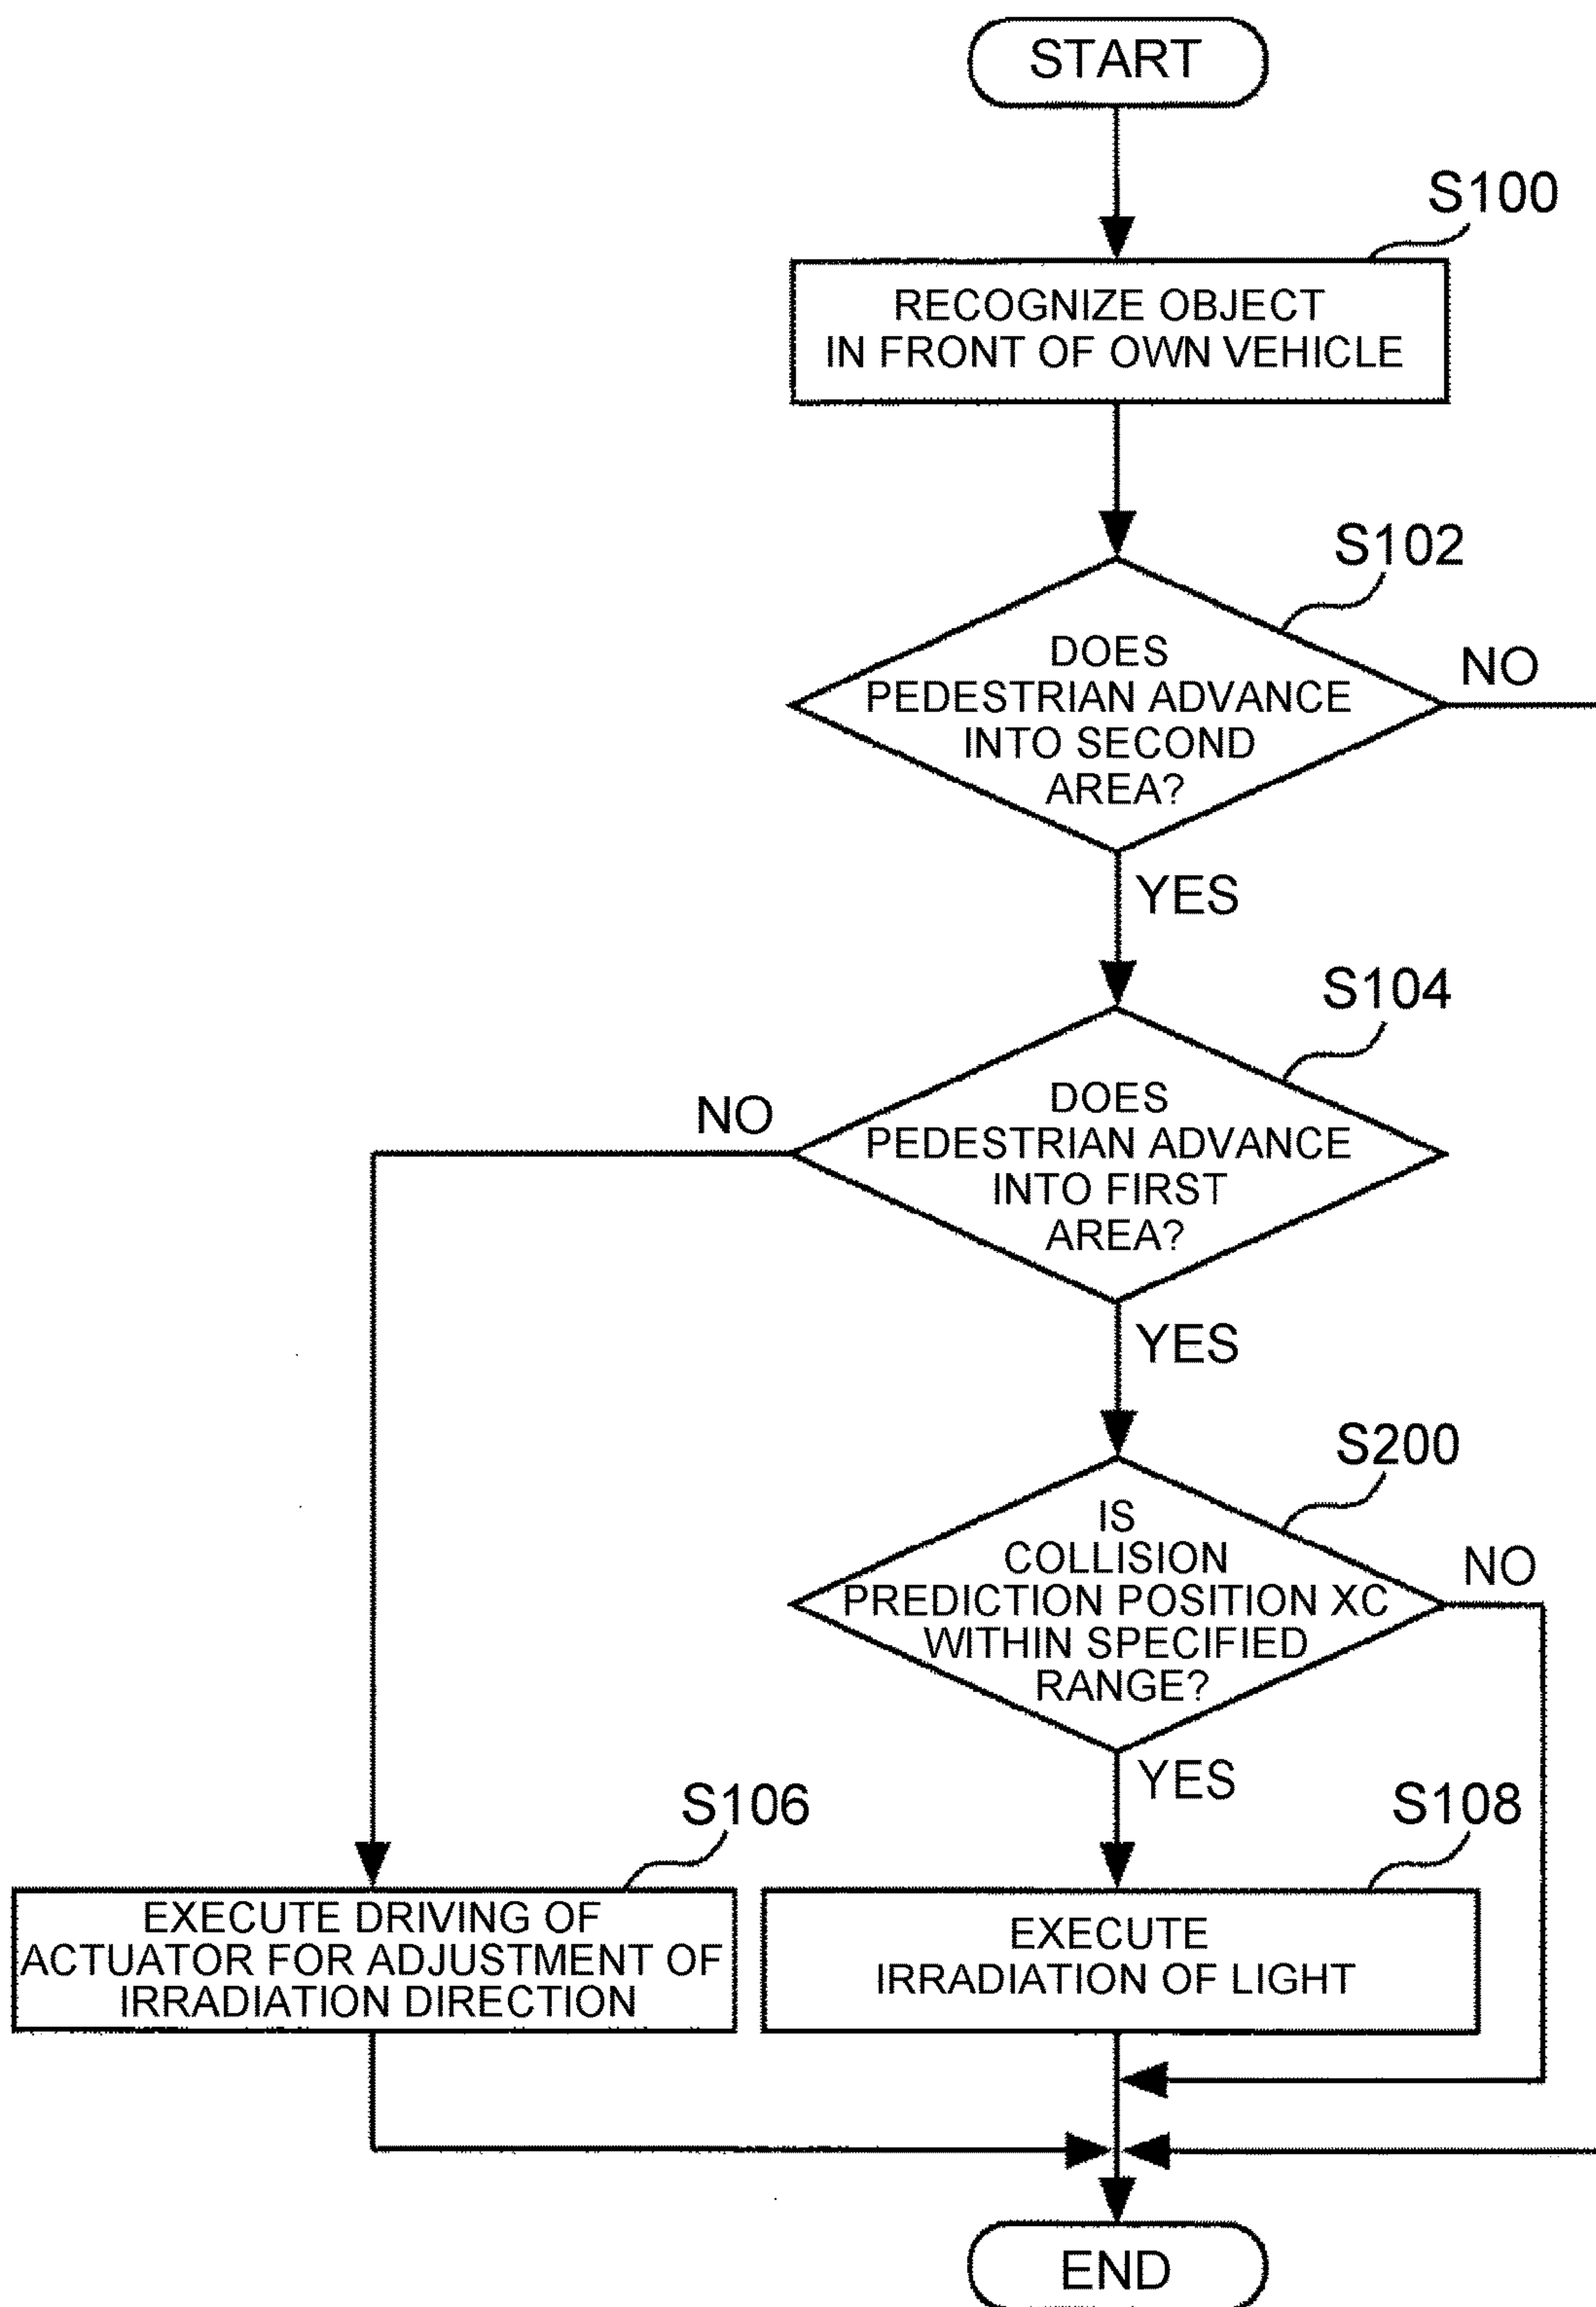 START
S100
RECOGNIZE OBJECT
IN FRONT OF OWN VEHICLE
S102
DOES
PEDESTRIAN ADVANCE
INTO SECOND
AREA?
NO
YES
S104
DOES
PEDESTRIAN ADVANCE
INTO FIRST
AREA?
NO
YES
S200
IS
COLLISION
PREDICTION POSITION XC
WITHIN SPECIFIED
RANGE?
NO
YES
S106
EXECUTE DRIVING OF
ACTUATOR FOR ADJUSTMENT OF
IRRADIATION DIRECTION
S108
EXECUTE
IRRADIATION OF LIGHT
END